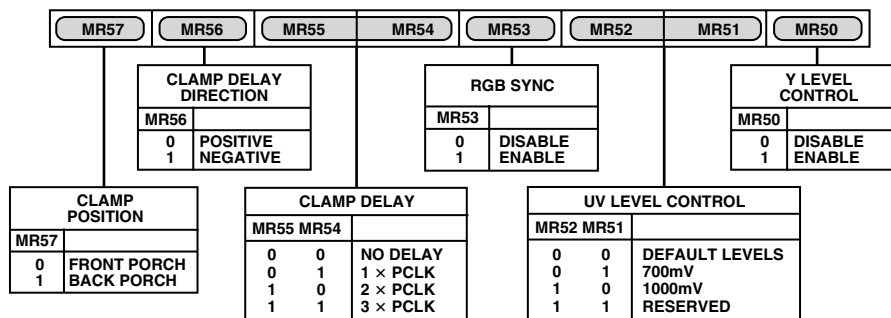 MR57 MR56 MR55 MR54 MR53 MR52 MR51 MR50
CLAMP DELAY
DIRECTION
MR56
0 POSITIVE
1 NEGATIVE
RGB SYNC
MR53
0 DISABLE
1 ENABLE
Y LEVEL
CONTROL
MR50
0 DISABLE
1 ENABLE
CLAMP
POSITION
MR57
0 FRONT PORCH
1 BACK PORCH
CLAMP DELAY
MR55 MR54
0 0 NO DELAY
0 1 1 × PCLK
1 0 2 × PCLK
1 1 3 × PCLK
UV LEVEL CONTROL
MR52 MR51
0 0 DEFAULT LEVELS
0 1 700mV
1 0 1000mV
1 1 RESERVED